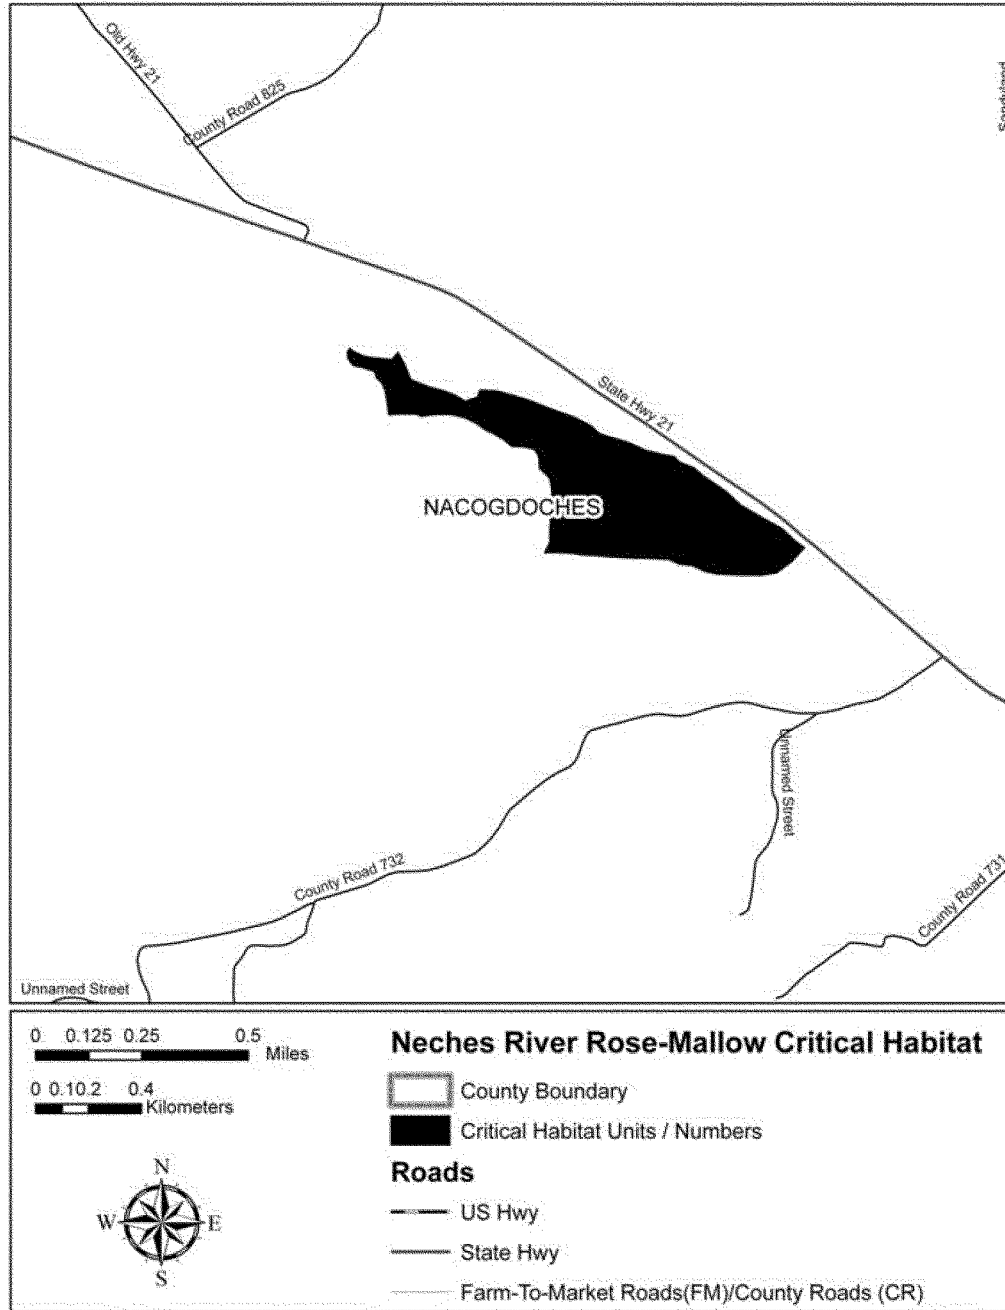 Old Hwy 21
County Road 825
Sandyland
State Hwy 21
NACOGDOCHES
Unnamed Street
County Road 732
County Road 731
Unnamed Street
0 0.125 0.25 0.5
Miles
0 0.10.2 0.4
Kilometers
N
W E
S
Neches River Rose-Mallow Critical Habitat
County Boundary
Critical Habitat Units / Numbers
Roads
US Hwy
State Hwy
Farm-To-Market Roads(FM)/County Roads (CR)